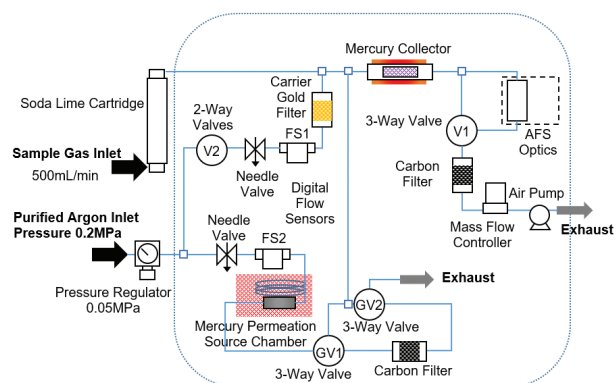 Mercury Collector
Carrier
Gold
Filter
Soda Lime Cartridge
2-Way
Valves
FS1
3-Way Valve
V1
V2
AFS
Optics
Sample Gas Inlet
500mL/min
Needle
Valve
Carbon
Filter
Air Pump
Digital
Flow
Sensors
Mass Flow
Controller
Exhaust
Purified Argon Inlet
Pressure 0.2MPa
Needle
Valve
FS2
Pressure Regulator
0.05MPa
Exhaust
Mercury Permeation
Source Chamber
GV2
3-Way Valve
GV1
Carbon Filter
3-Way Valve